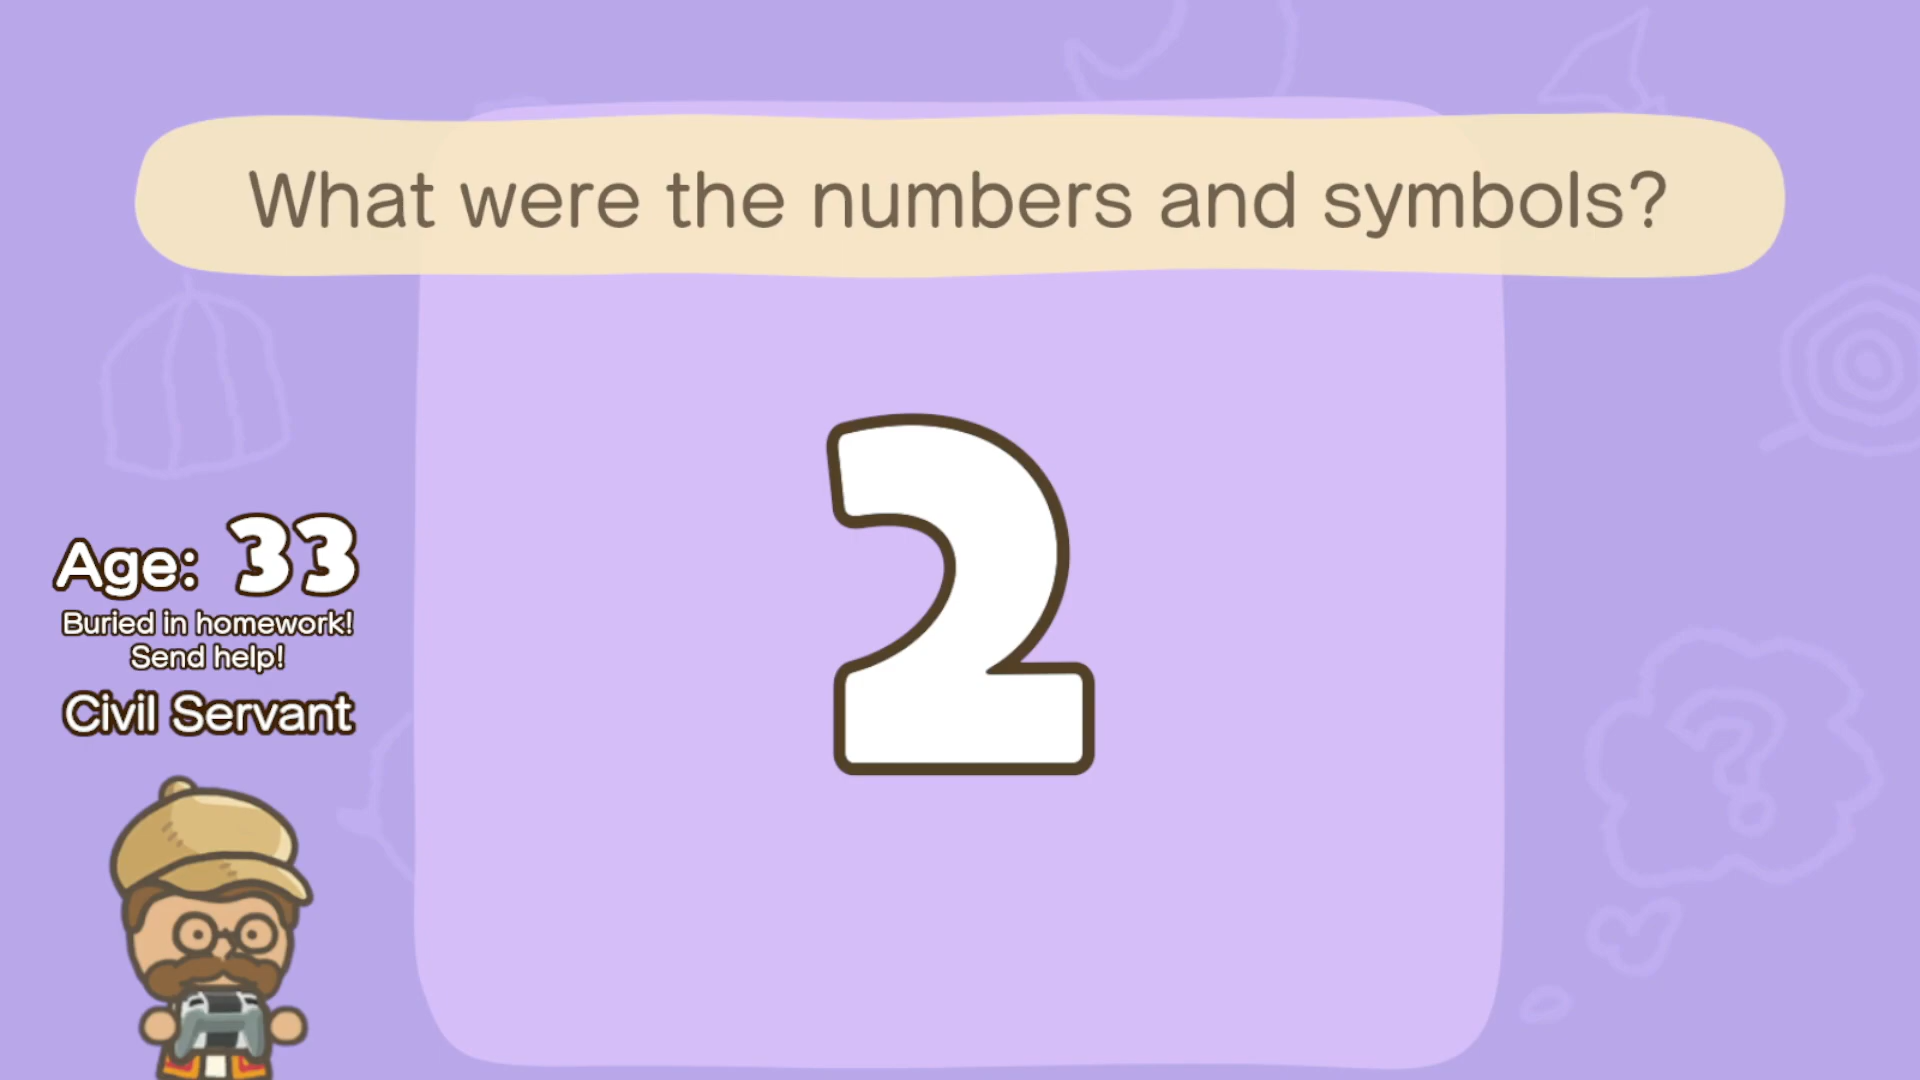 What were the numbers and symbols?
2
Age: 33
Buried in homework!
Send help!
Civil Servant